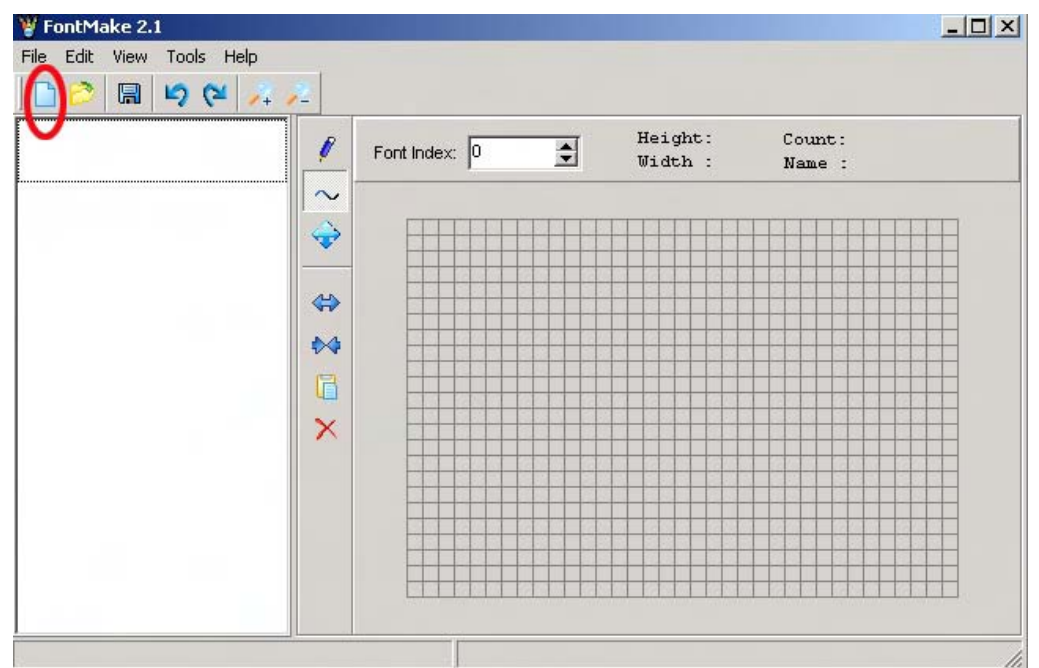 FontMake 2.1
File Edit View Tools Help
Font Index: 0
Height: Count:
Width : Name :